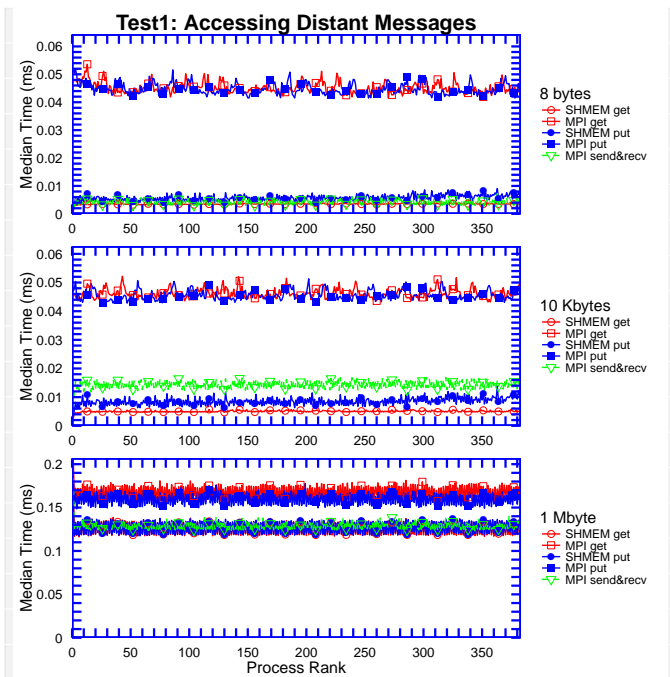 Test1: Accessing Distant Messages
0.06
0.05
0.04
0.03
0.02
0.01
0
Median Time (ms)
0 50 100 150 200 250 300 350
8 bytes
SHMEM get
MPI get
SHMEM put
MPI put
MPI send&recv
0.06
0.05
0.04
0.03
0.02
0.01
0
Median Time (ms)
0 50 100 150 200 250 300 350
10 Kbytes
SHMEM get
MPI get
SHMEM put
MPI put
MPI send&recv
0.2
0.15
0.1
0.05
0
Median Time (ms)
0 50 100 150 200 250 300 350
Process Rank
1 Mbyte
SHMEM get
MPI get
SHMEM put
MPI put
MPI send&recv